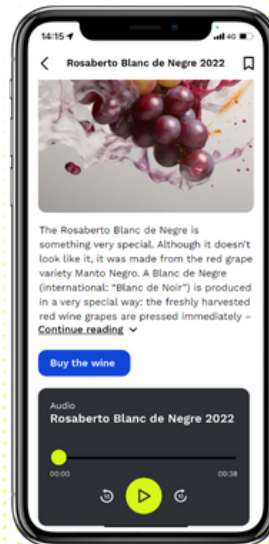 14:15
4G
Rosaberto Blanc de Negre 2022
The Rosaberto Blanc de Negre is
something very special. Although it doesn't
look like it, it was made from the red grape
variety Manto Negro. A Blanc de Negre
(international: "Blanc de Noir") is produced
in a very special way: the freshly harvested
red wine grapes are pressed immediately –
Continue reading
Buy the wine
Audio
Rosaberto Blanc de Negre 2022
00:00
00:38
10
10